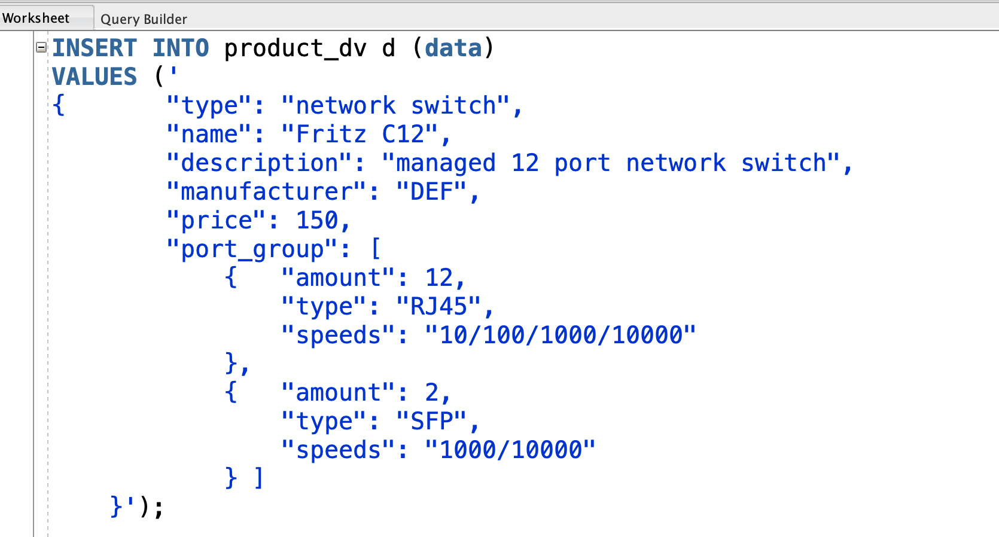 Worksheet Query Builder
INSERT INTO product_dv d (data)
VALUES ('
{       "type": "network switch",
        "name": "Fritz C12",
        "description": "managed 12 port network switch",
        "manufacturer": "DEF",
        "price": 150,
        "port_group": [
            {   "amount": 12,
                "type": "RJ45",
                "speeds": "10/100/1000/10000"
            },
            {   "amount": 2,
                "type": "SFP",
                "speeds": "1000/10000"
            } ]
    }');